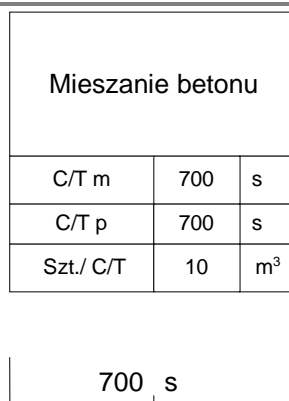 Mieszanie betonu
C/T m 700 s
C/T p 700 s
Szt./ C/T 10 m³
700 s